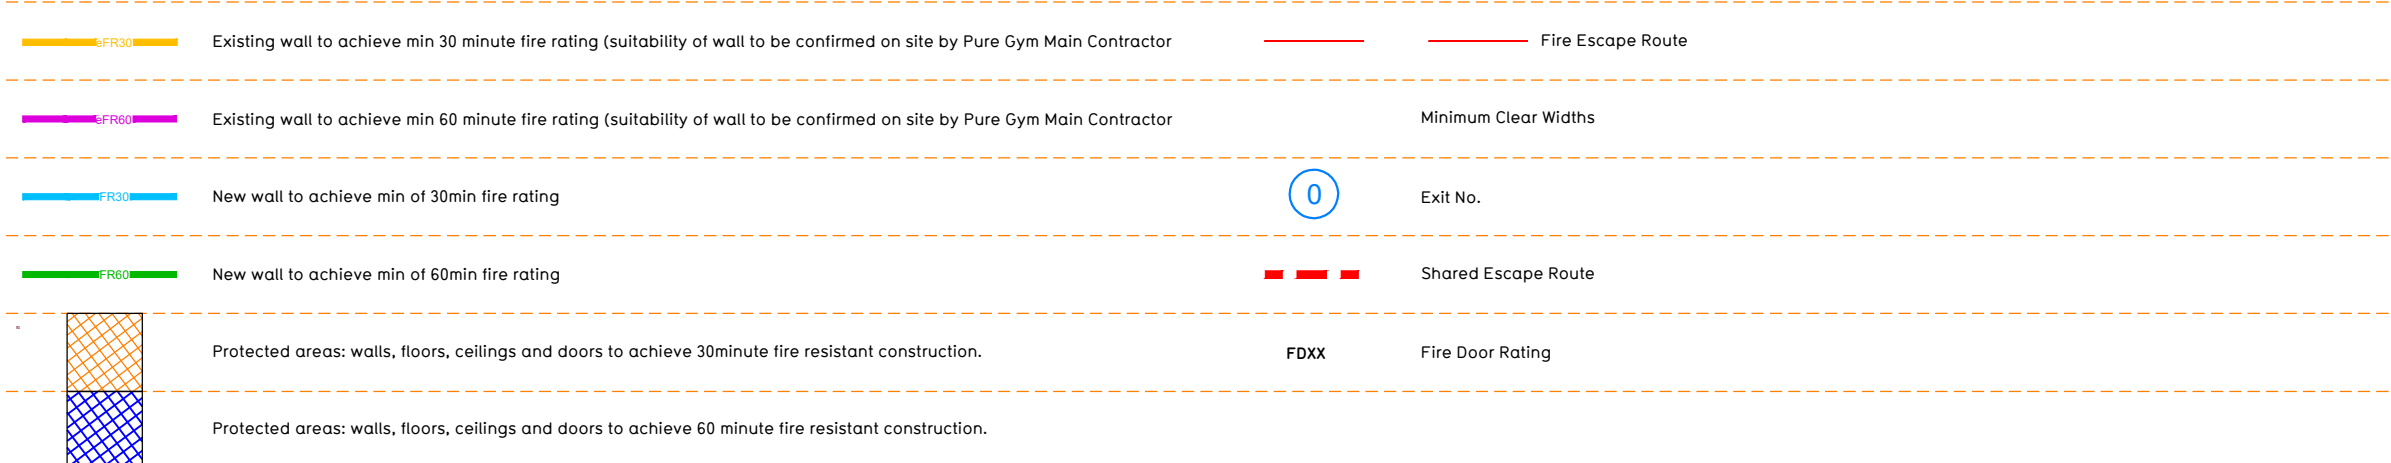 eFR30 Existing wall to achieve min 30 minute fire rating (suitability of wall to be confirmed on site by Pure Gym Main Contractor Fire Escape Route
eFR60 Existing wall to achieve min 60 minute fire rating (suitability of wall to be confirmed on site by Pure Gym Main Contractor Minimum Clear Widths
FR30 New wall to achieve min of 30min fire rating 0 Exit No.
FR60 New wall to achieve min of 60min fire rating Shared Escape Route
Protected areas: walls, floors, ceilings and doors to achieve 30minute fire resistant construction. FDXX Fire Door Rating
Protected areas: walls, floors, ceilings and doors to achieve 60 minute fire resistant construction.